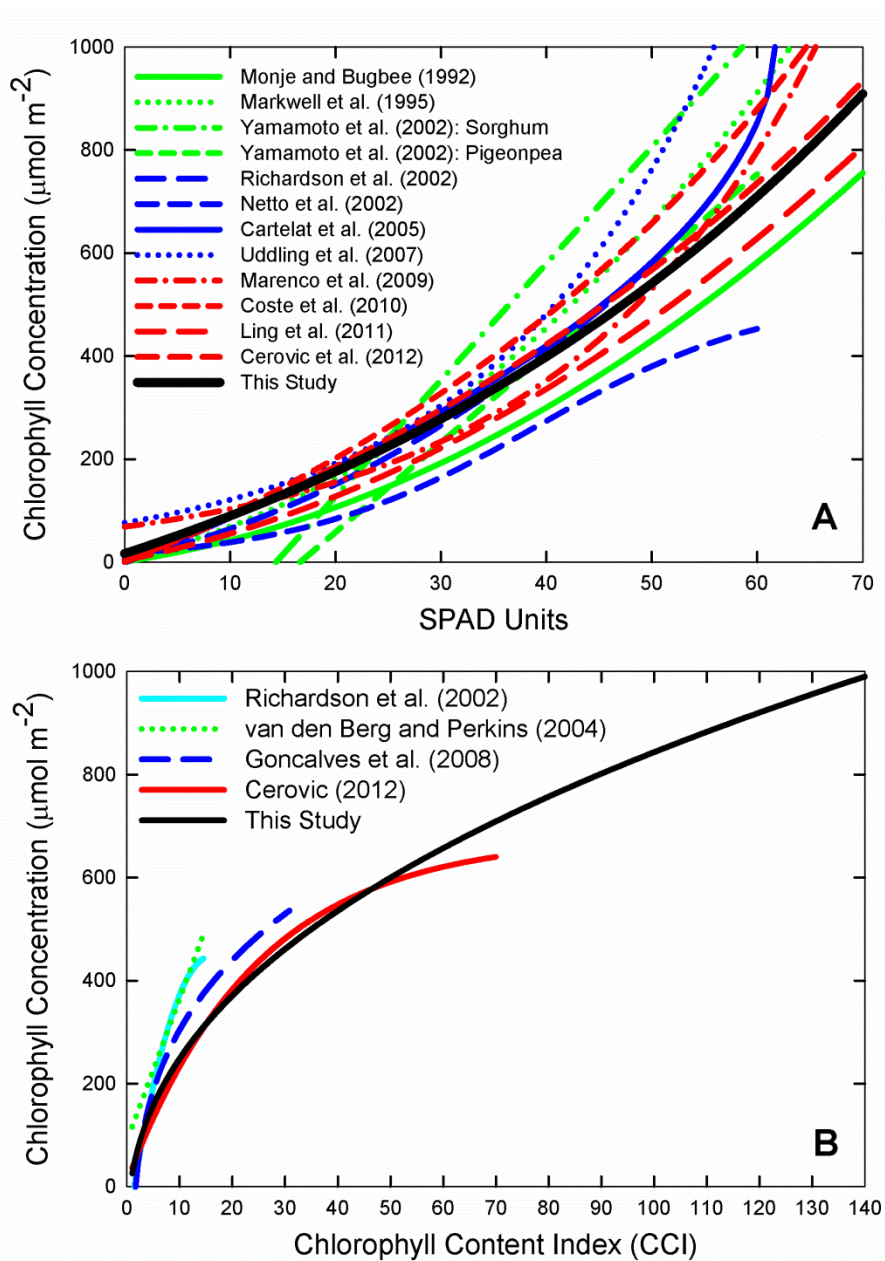 1000
800
600
400
200
0
Chlorophyll Concentration (µmol m⁻²)
Monje and Bugbee (1992)
Markwell et al. (1995)
Yamamoto et al. (2002): Sorghum
Yamamoto et al. (2002): Pigeonpea
Richardson et al. (2002)
Netto et al. (2002)
Cartelat et al. (2005)
Uddling et al. (2007)
Marenco et al. (2009)
Coste et al. (2010)
Ling et al. (2011)
Cerovic et al. (2012)
This Study
A
0 10 20 30 40 50 60 70
SPAD Units
1000
800
600
400
200
0
Chlorophyll Concentration (µmol m⁻²)
Richardson et al. (2002)
van den Berg and Perkins (2004)
Goncalves et al. (2008)
Cerovic (2012)
This Study
B
0 10 20 30 40 50 60 70 80 90 100 110 120 130 140
Chlorophyll Content Index (CCI)